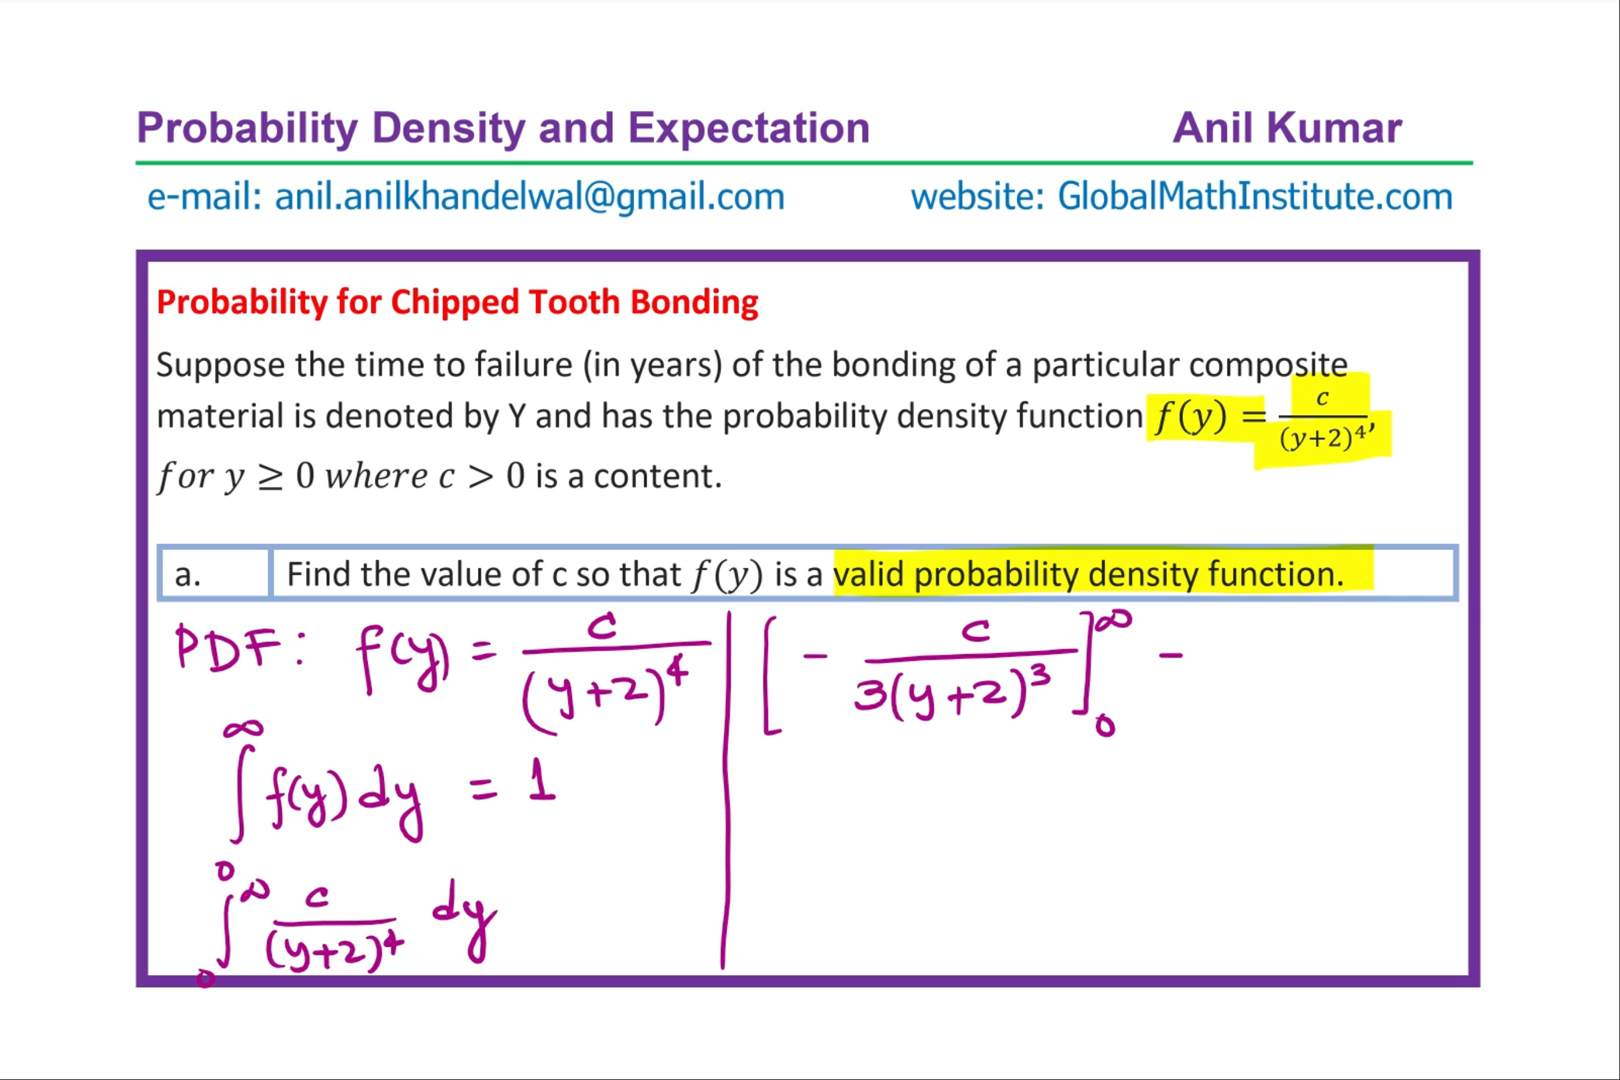 Probability Density and Expectation Anil Kumar
e-mail: anil.anilkhandelwal@gmail.com website: GlobalMathInstitute.com
Probability for Chipped Tooth Bonding
Suppose the time to failure (in years) of the bonding of a particular composite
material is denoted by Y and has the probability density function f(y) = c/(y+2)⁴,
for y ≥ 0 where c > 0 is a content.
a. Find the value of c so that f(y) is a valid probability density function.
PDF: f(y) = c/(y+2)⁴
∫₀^∞ f(y) dy = 1
∫₀^∞ c/(y+2)⁴ dy
[- c/3(y+2)³]₀^∞ -